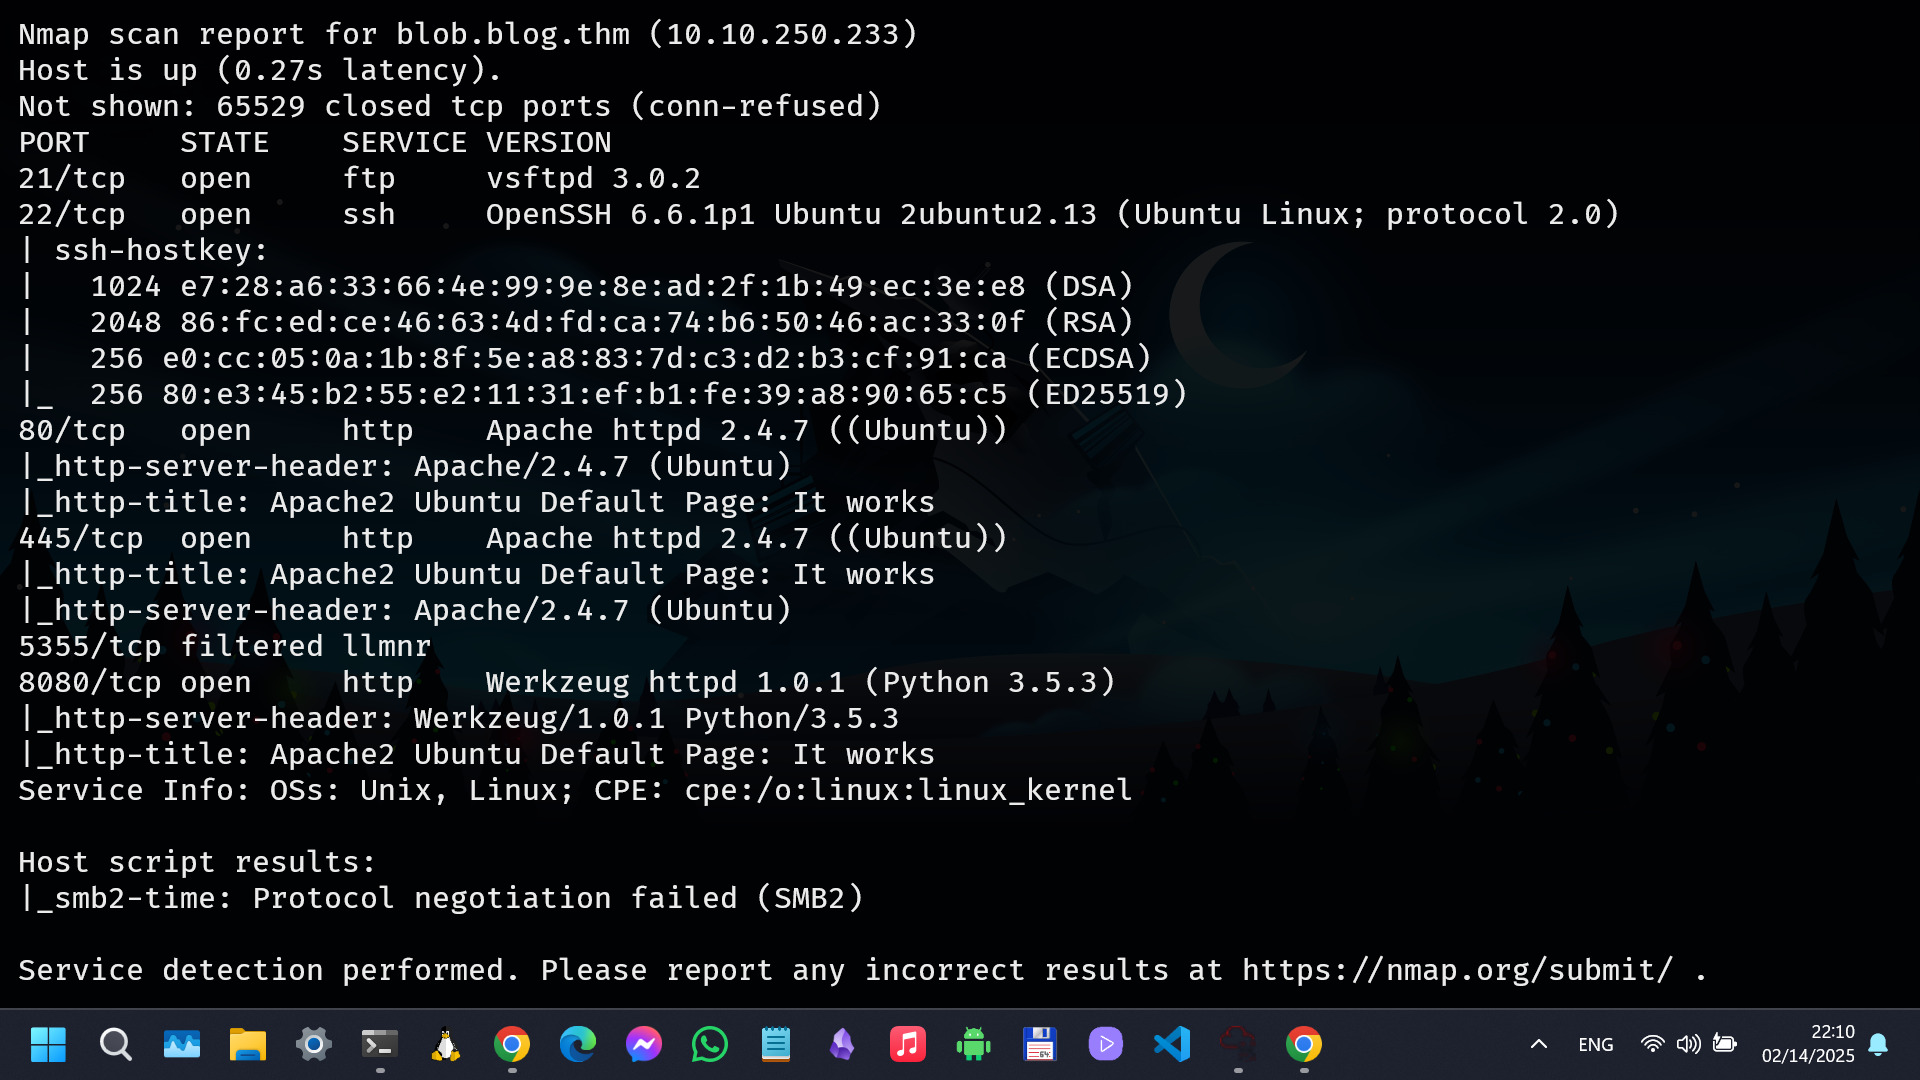 Nmap scan report for blob.blog.thm (10.10.250.233)
Host is up (0.27s latency).
Not shown: 65529 closed tcp ports (conn-refused)
PORT     STATE    SERVICE VERSION
21/tcp   open     ftp     vsftpd 3.0.2
22/tcp   open     ssh     OpenSSH 6.6.1p1 Ubuntu 2ubuntu2.13 (Ubuntu Linux; protocol 2.0)
| ssh-hostkey:
|   1024 e7:28:a6:33:66:4e:99:9e:8e:ad:2f:1b:49:ec:3e:e8 (DSA)
|   2048 86:fc:ed:ce:46:63:4d:fd:ca:74:b6:50:46:ac:33:0f (RSA)
|   256 e0:cc:05:0a:1b:8f:5e:a8:83:7d:c3:d2:b3:cf:91:ca (ECDSA)
|_  256 80:e3:45:b2:55:e2:11:31:ef:b1:fe:39:a8:90:65:c5 (ED25519)
80/tcp   open     http    Apache httpd 2.4.7 ((Ubuntu))
|_http-server-header: Apache/2.4.7 (Ubuntu)
|_http-title: Apache2 Ubuntu Default Page: It works
445/tcp  open     http    Apache httpd 2.4.7 ((Ubuntu))
|_http-title: Apache2 Ubuntu Default Page: It works
|_http-server-header: Apache/2.4.7 (Ubuntu)
5355/tcp filtered llmnr
8080/tcp open     http    Werkzeug httpd 1.0.1 (Python 3.5.3)
|_http-server-header: Werkzeug/1.0.1 Python/3.5.3
|_http-title: Apache2 Ubuntu Default Page: It works
Service Info: OSs: Unix, Linux; CPE: cpe:/o:linux:linux_kernel
Host script results:
|_smb2-time: Protocol negotiation failed (SMB2)
Service detection performed. Please report any incorrect results at https://nmap.org/submit/ .
64
ENG
22:10
02/14/2025